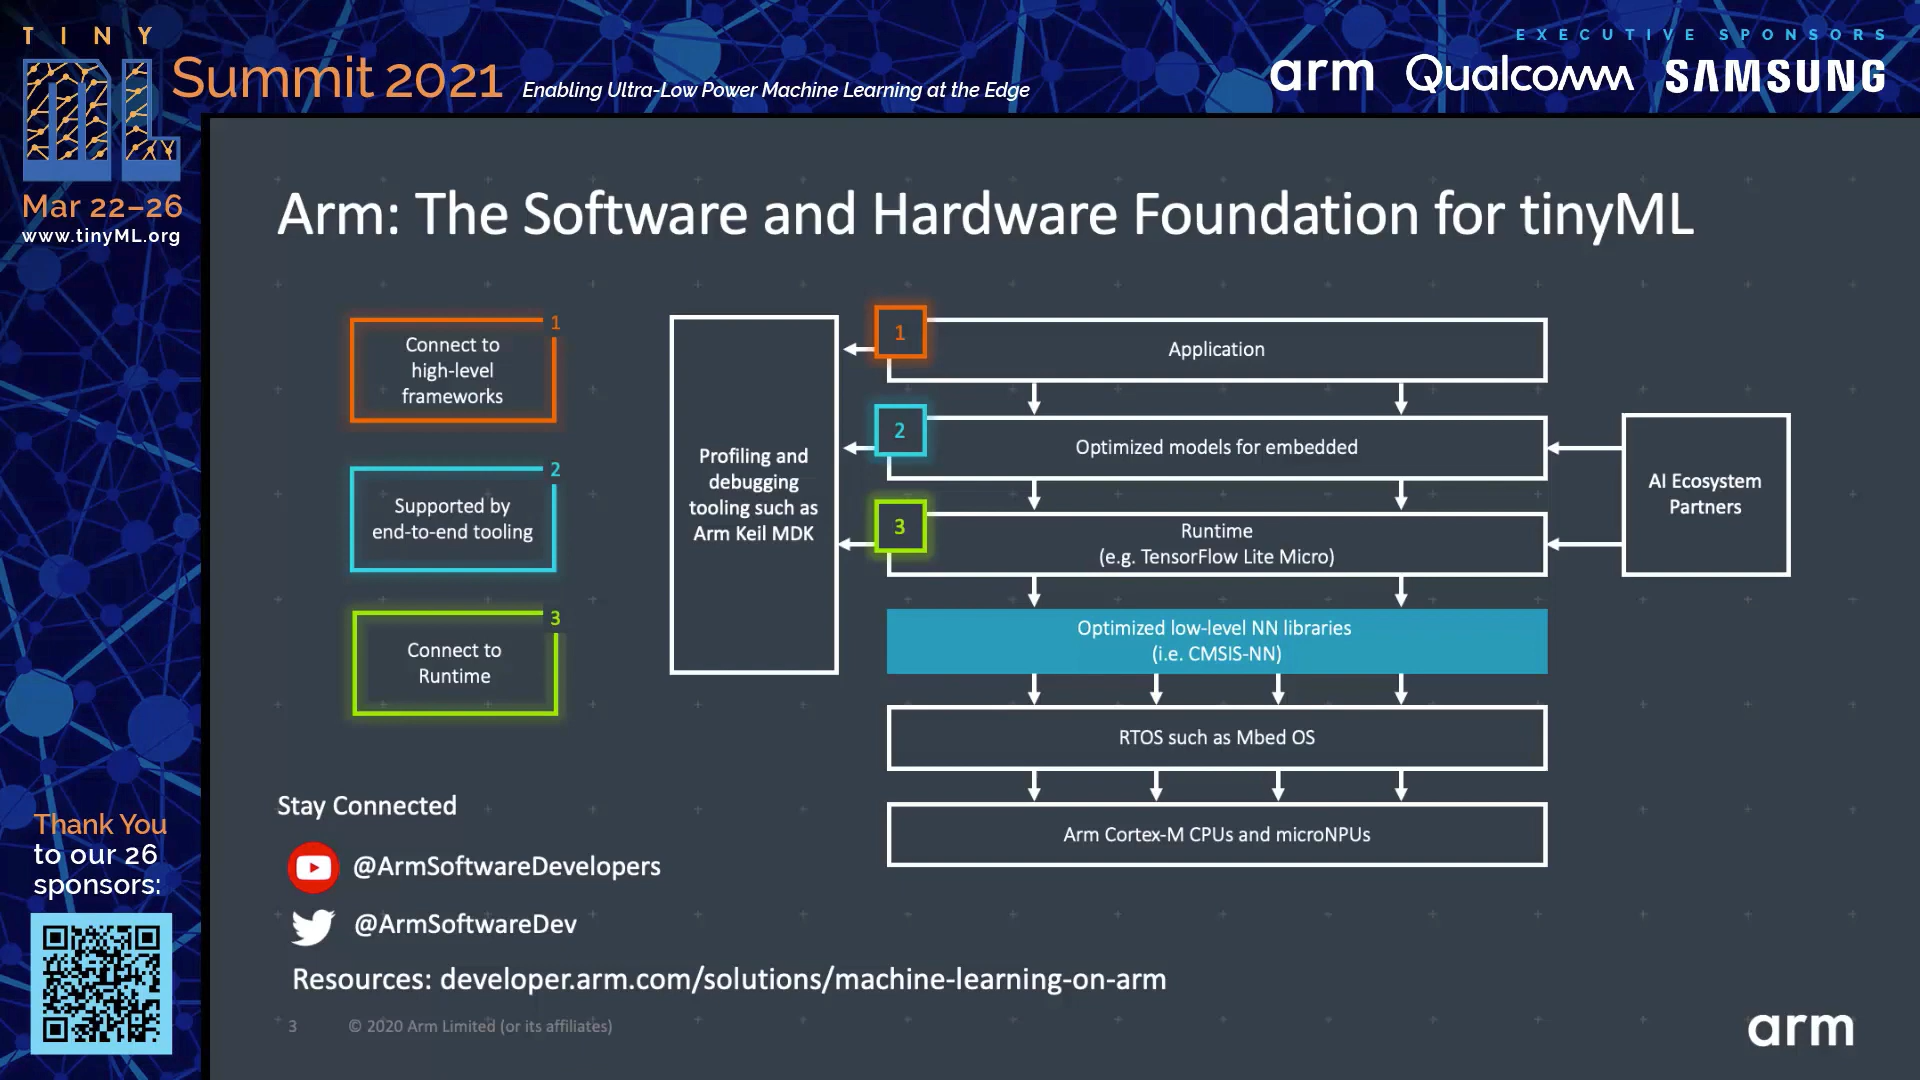 TINY
ML
Summit 2021
Enabling Ultra-Low Power Machine Learning at the Edge
EXECUTIVE SPONSORS
arm
Qualcomm
SAMSUNG
Mar 22–26
www.tinyML.org
Arm: The Software and Hardware Foundation for tinyML
1
Connect to
high-level
frameworks
2
Supported by
end-to-end tooling
3
Connect to
Runtime
Profiling and
debugging
tooling such as
Arm Keil MDK
1
Application
2
Optimized models for embedded
3
Runtime
(e.g. TensorFlow Lite Micro)
Optimized low-level NN libraries
(i.e. CMSIS-NN)
RTOS such as Mbed OS
Arm Cortex-M CPUs and microNPUs
AI Ecosystem
Partners
Stay Connected
@ArmSoftwareDevelopers
@ArmSoftwareDev
Resources: developer.arm.com/solutions/machine-learning-on-arm
3
© 2020 Arm Limited (or its affiliates)
arm
Thank You
to our 26
sponsors: